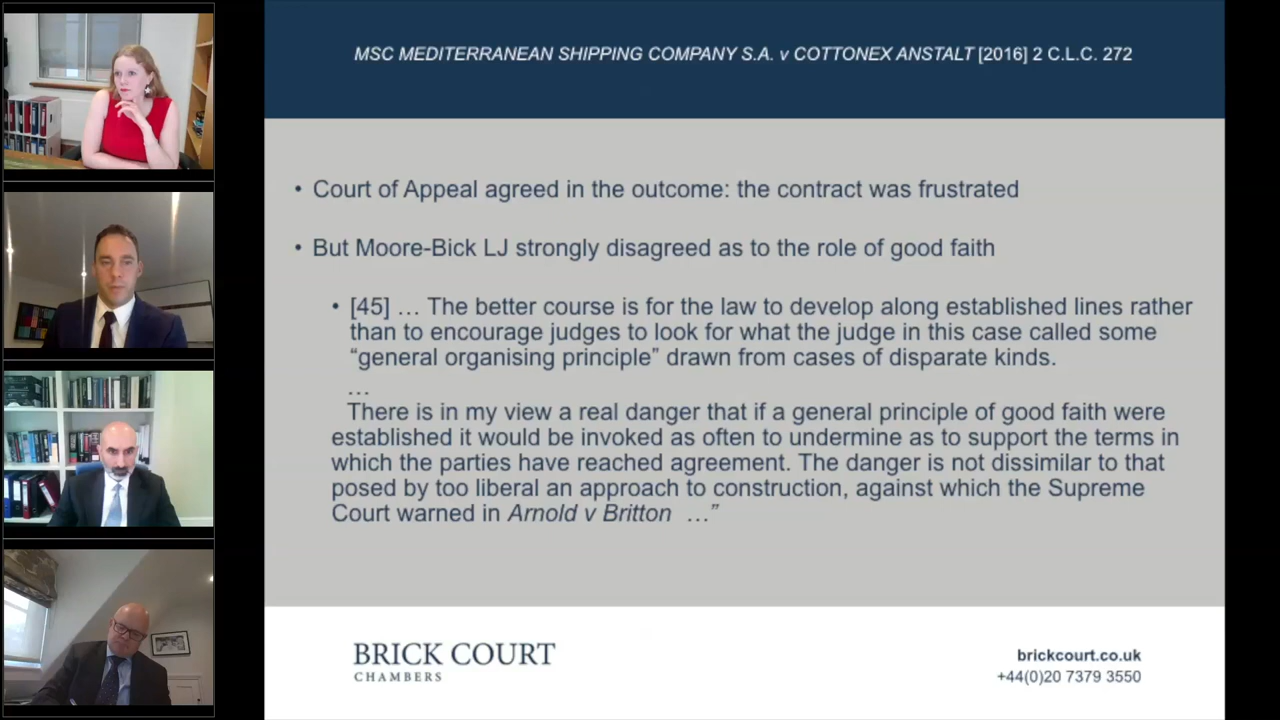 MSC MEDITERRANEAN SHIPPING COMPANY S.A. v COTTONEX ANSTALT [2016] 2 C.L.C. 272
• Court of Appeal agreed in the outcome: the contract was frustrated
• But Moore-Bick LJ strongly disagreed as to the role of good faith
• [45] … The better course is for the law to develop along established lines rather
than to encourage judges to look for what the judge in this case called some
“general organising principle” drawn from cases of disparate kinds.
…
There is in my view a real danger that if a general principle of good faith were
established it would be invoked as often to undermine as to support the terms in
which the parties have reached agreement. The danger is not dissimilar to that
posed by too liberal an approach to construction, against which the Supreme
Court warned in Arnold v Britton …”
BRICK COURT
CHAMBERS
brickcourt.co.uk
+44(0)20 7379 3550